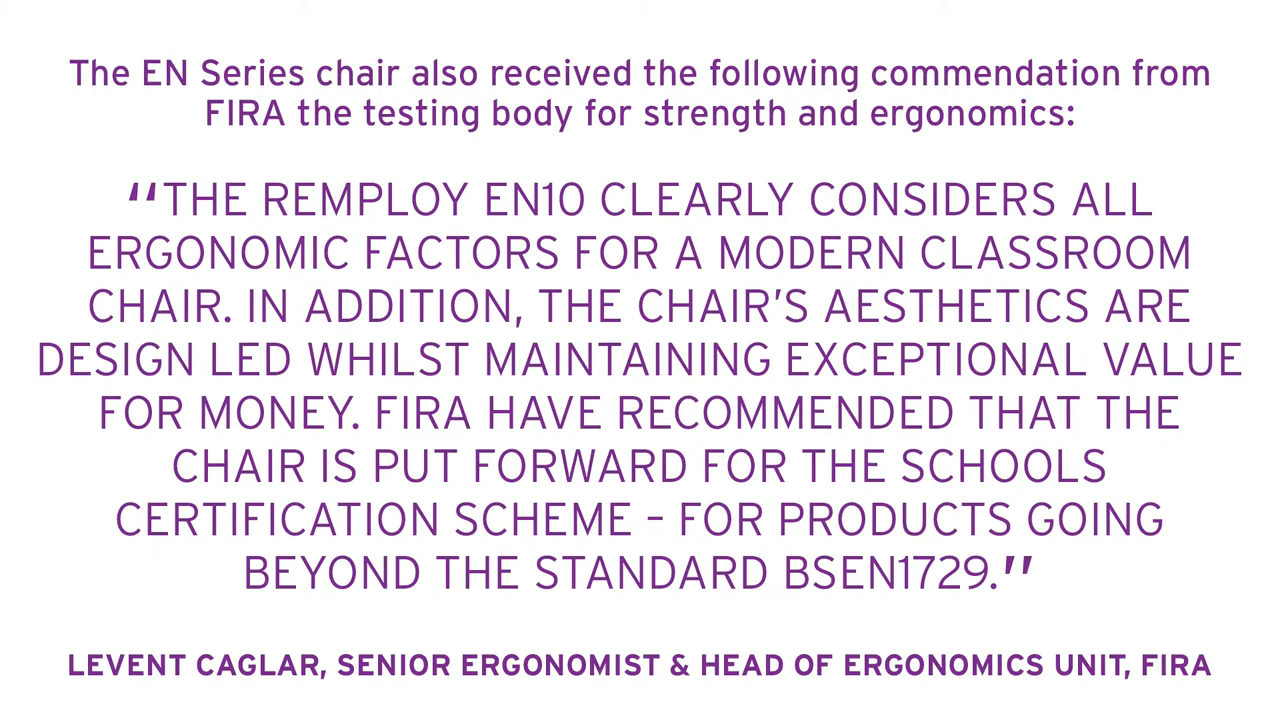 The EN Series chair also received the following commendation from
FIRA the testing body for strength and ergonomics:
“THE REMPLOY EN10 CLEARLY CONSIDERS ALL
ERGONOMIC FACTORS FOR A MODERN CLASSROOM
CHAIR. IN ADDITION, THE CHAIR’S AESTHETICS ARE
DESIGN LED WHILST MAINTAINING EXCEPTIONAL VALUE
FOR MONEY. FIRA HAVE RECOMMENDED THAT THE
CHAIR IS PUT FORWARD FOR THE SCHOOLS
CERTIFICATION SCHEME – FOR PRODUCTS GOING
BEYOND THE STANDARD BSEN1729.”
LEVENT CAGLAR, SENIOR ERGONOMIST & HEAD OF ERGONOMICS UNIT, FIRA